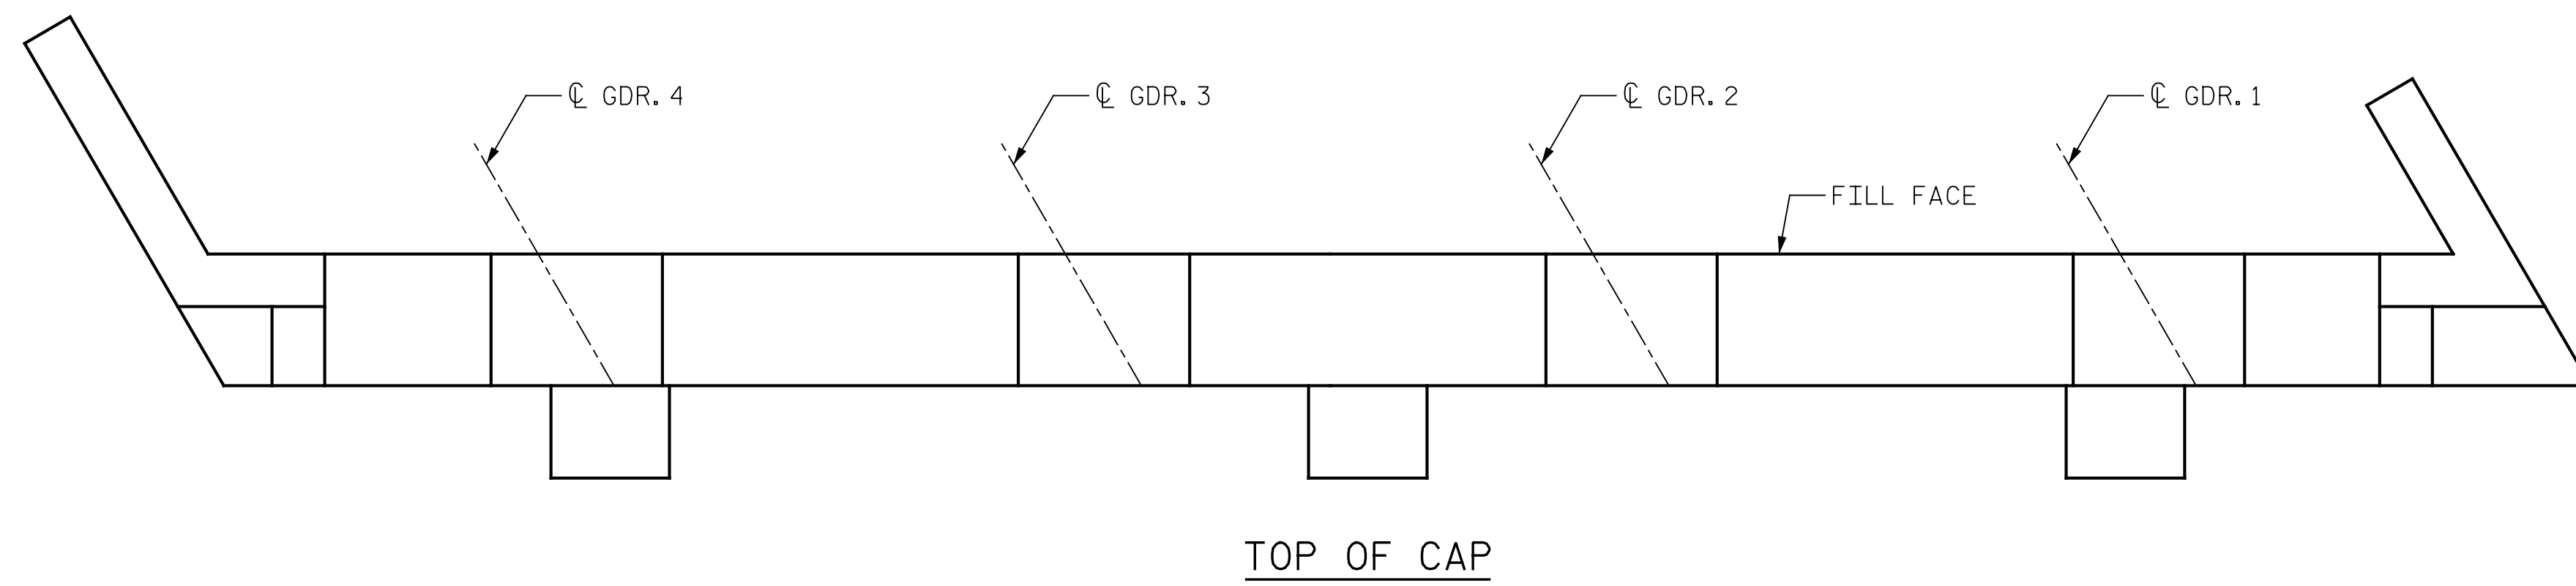 ℄ GDR. 4
℄ GDR. 3
℄ GDR. 2
℄ GDR. 1
FILL FACE
TOP OF CAP